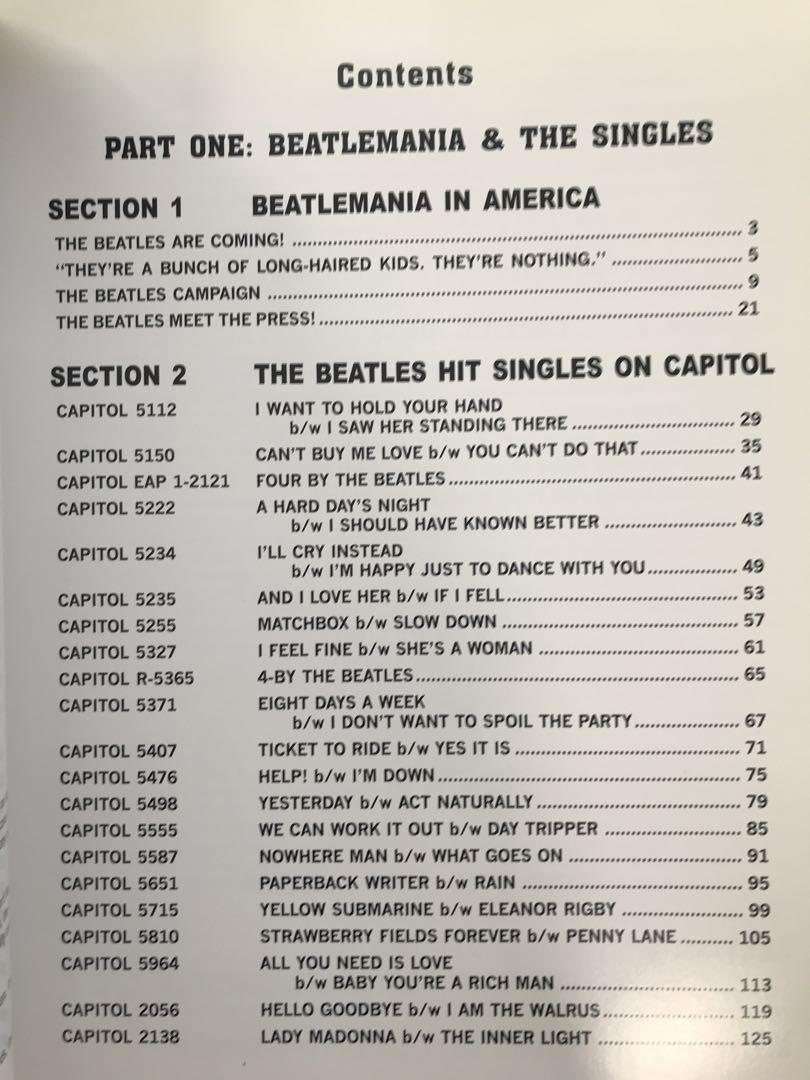 Contents
PART ONE: BEATLEMANIA & THE SINGLES
SECTION 1 BEATLEMANIA IN AMERICA
THE BEATLES ARE COMING! ........ 3
"THEY'RE A BUNCH OF LONG-HAIRED KIDS. THEY'RE NOTHING." ........ 5
THE BEATLES CAMPAIGN ........ 9
THE BEATLES MEET THE PRESS! ........ 21
SECTION 2 THE BEATLES HIT SINGLES ON CAPITOL
CAPITOL 5112 I WANT TO HOLD YOUR HAND
b/w I SAW HER STANDING THERE ........ 29
CAPITOL 5150 CAN'T BUY ME LOVE b/w YOU CAN'T DO THAT ........ 35
CAPITOL EAP 1-2121 FOUR BY THE BEATLES ........ 41
CAPITOL 5222 A HARD DAY'S NIGHT
b/w I SHOULD HAVE KNOWN BETTER ........ 43
CAPITOL 5234 I'LL CRY INSTEAD
b/w I'M HAPPY JUST TO DANCE WITH YOU ........ 49
CAPITOL 5235 AND I LOVE HER b/w IF I FELL ........ 53
CAPITOL 5255 MATCHBOX b/w SLOW DOWN ........ 57
CAPITOL 5327 I FEEL FINE b/w SHE'S A WOMAN ........ 61
CAPITOL R-5365 4-BY THE BEATLES ........ 65
CAPITOL 5371 EIGHT DAYS A WEEK
b/w I DON'T WANT TO SPOIL THE PARTY ........ 67
CAPITOL 5407 TICKET TO RIDE b/w YES IT IS ........ 71
CAPITOL 5476 HELP! b/w I'M DOWN ........ 75
CAPITOL 5498 YESTERDAY b/w ACT NATURALLY ........ 79
CAPITOL 5555 WE CAN WORK IT OUT b/w DAY TRIPPER ........ 85
CAPITOL 5587 NOWHERE MAN b/w WHAT GOES ON ........ 91
CAPITOL 5651 PAPERBACK WRITER b/w RAIN ........ 95
CAPITOL 5715 YELLOW SUBMARINE b/w ELEANOR RIGBY ........ 99
CAPITOL 5810 STRAWBERRY FIELDS FOREVER b/w PENNY LANE ........ 105
CAPITOL 5964 ALL YOU NEED IS LOVE
b/w BABY YOU'RE A RICH MAN ........ 113
CAPITOL 2056 HELLO GOODBYE b/w I AM THE WALRUS ........ 119
CAPITOL 2138 LADY MADONNA b/w THE INNER LIGHT ........ 125